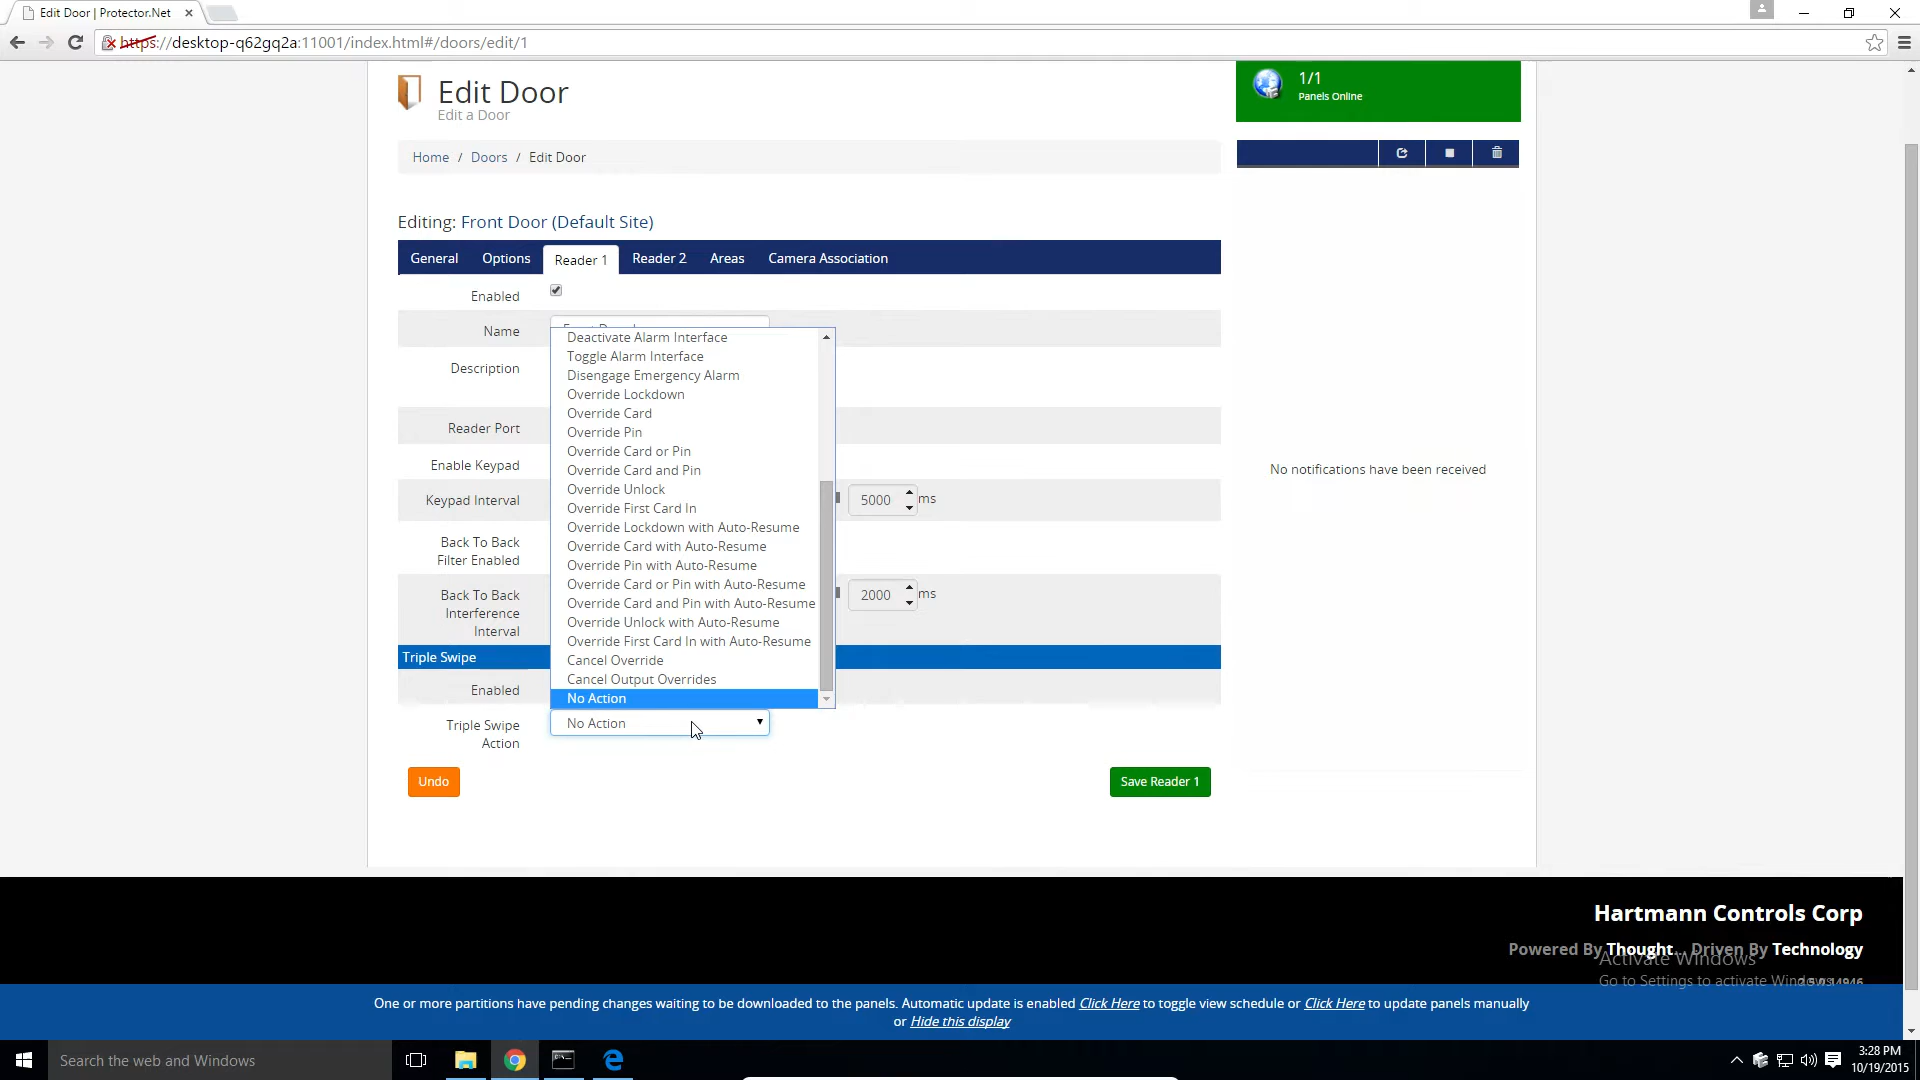 Edit Door | Protector.Net
https://desktop-q62gq2a:11001/index.html#/doors/edit/1
Edit Door
Edit a Door
1/1
Panels Online
Home / Doors / Edit Door
Editing: Front Door (Default Site)
General Options Reader 1 Reader 2 Areas Camera Association
Enabled
Name
Description
Reader Port
Enable Keypad
Keypad Interval
5000 ms
Back To Back
Filter Enabled
Back To Back
Interference
Interval
2000 ms
Deactivate Alarm Interface
Toggle Alarm Interface
Disengage Emergency Alarm
Override Lockdown
Override Card
Override Pin
Override Card or Pin
Override Card and Pin
Override Unlock
Override First Card In
Override Lockdown with Auto-Resume
Override Card with Auto-Resume
Override Pin with Auto-Resume
Override Card or Pin with Auto-Resume
Override Card and Pin with Auto-Resume
Override Unlock with Auto-Resume
Override First Card In with Auto-Resume
Cancel Override
Cancel Output Overrides
No Action
Triple Swipe
Enabled
Triple Swipe
Action
No Action
Undo
Save Reader 1
No notifications have been received
Hartmann Controls Corp
Powered By Thought... Driven By Technology
Activate Windows
Go to Settings to activate Windows.
One or more partitions have pending changes waiting to be downloaded to the panels. Automatic update is enabled Click Here to toggle view schedule or Click Here to update panels manually
or Hide this display
Search the web and Windows
3:28 PM
10/19/2015